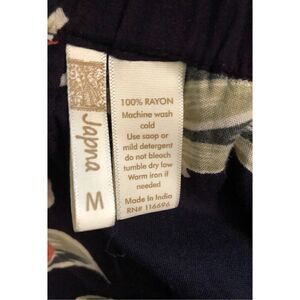 Japna
M
100% RAYON
Machine wash
cold
Use soap or
mild detergent
do not bleach
tumble dry low
Warm iron if
needed
Made In India
RN# 116696